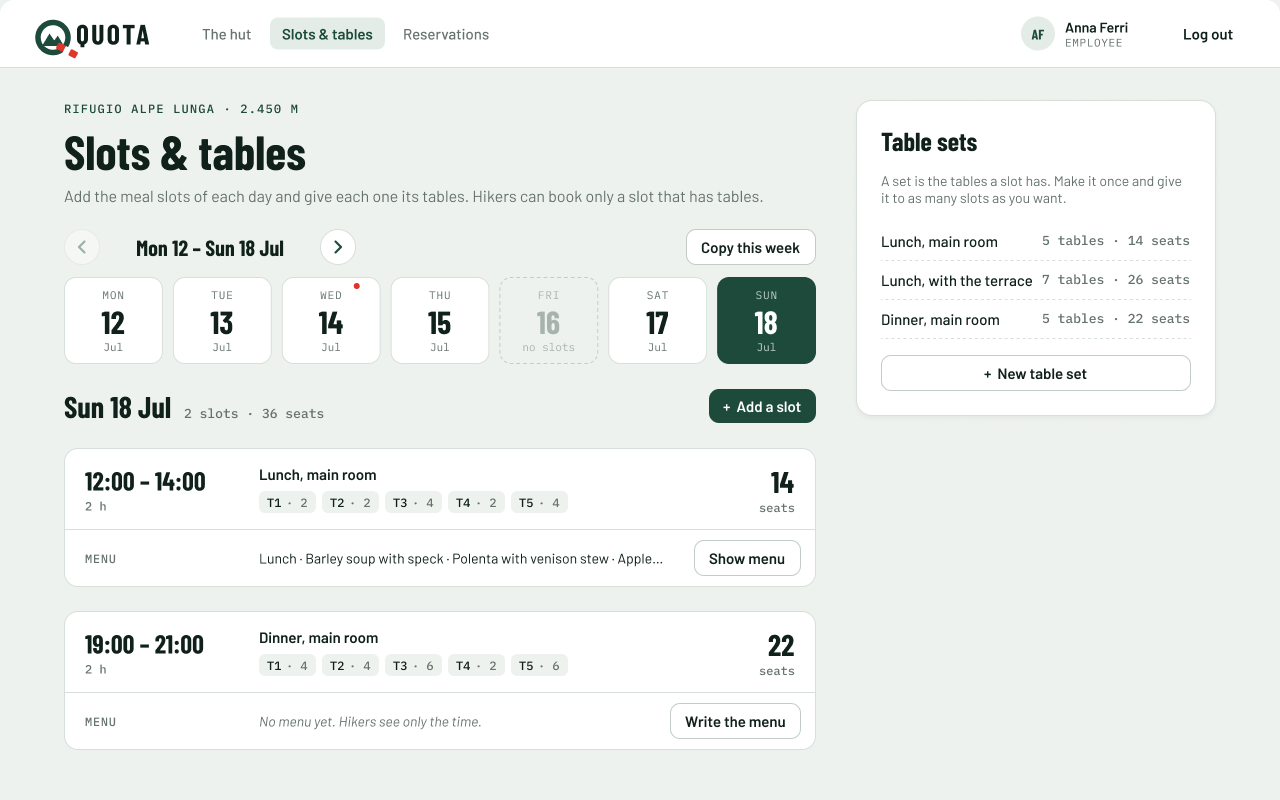 QUOTA
The hut
Slots & tables
Reservations
AF
Anna Ferri
EMPLOYEE
Log out
RIFUGIO ALPE LUNGA · 2.450 M
Slots & tables
Add the meal slots of each day and give each one its tables. Hikers can book only a slot that has tables.
Mon 12 – Sun 18 Jul
Copy this week
MON
12
Jul
TUE
13
Jul
WED
14
Jul
THU
15
Jul
FRI
16
no slots
SAT
17
Jul
SUN
18
Jul
Sun 18 Jul 2 slots · 36 seats
+ Add a slot
12:00 – 14:00
2 h
Lunch, main room
T1 · 2 T2 · 2 T3 · 4 T4 · 2 T5 · 4
14
seats
MENU
Lunch · Barley soup with speck · Polenta with venison stew · Apple…
Show menu
19:00 – 21:00
2 h
Dinner, main room
T1 · 4 T2 · 4 T3 · 6 T4 · 2 T5 · 6
22
seats
MENU
No menu yet. Hikers see only the time.
Write the menu
Table sets
A set is the tables a slot has. Make it once and give
it to as many slots as you want.
Lunch, main room 5 tables · 14 seats
Lunch, with the terrace 7 tables · 26 seats
Dinner, main room 5 tables · 22 seats
+ New table set